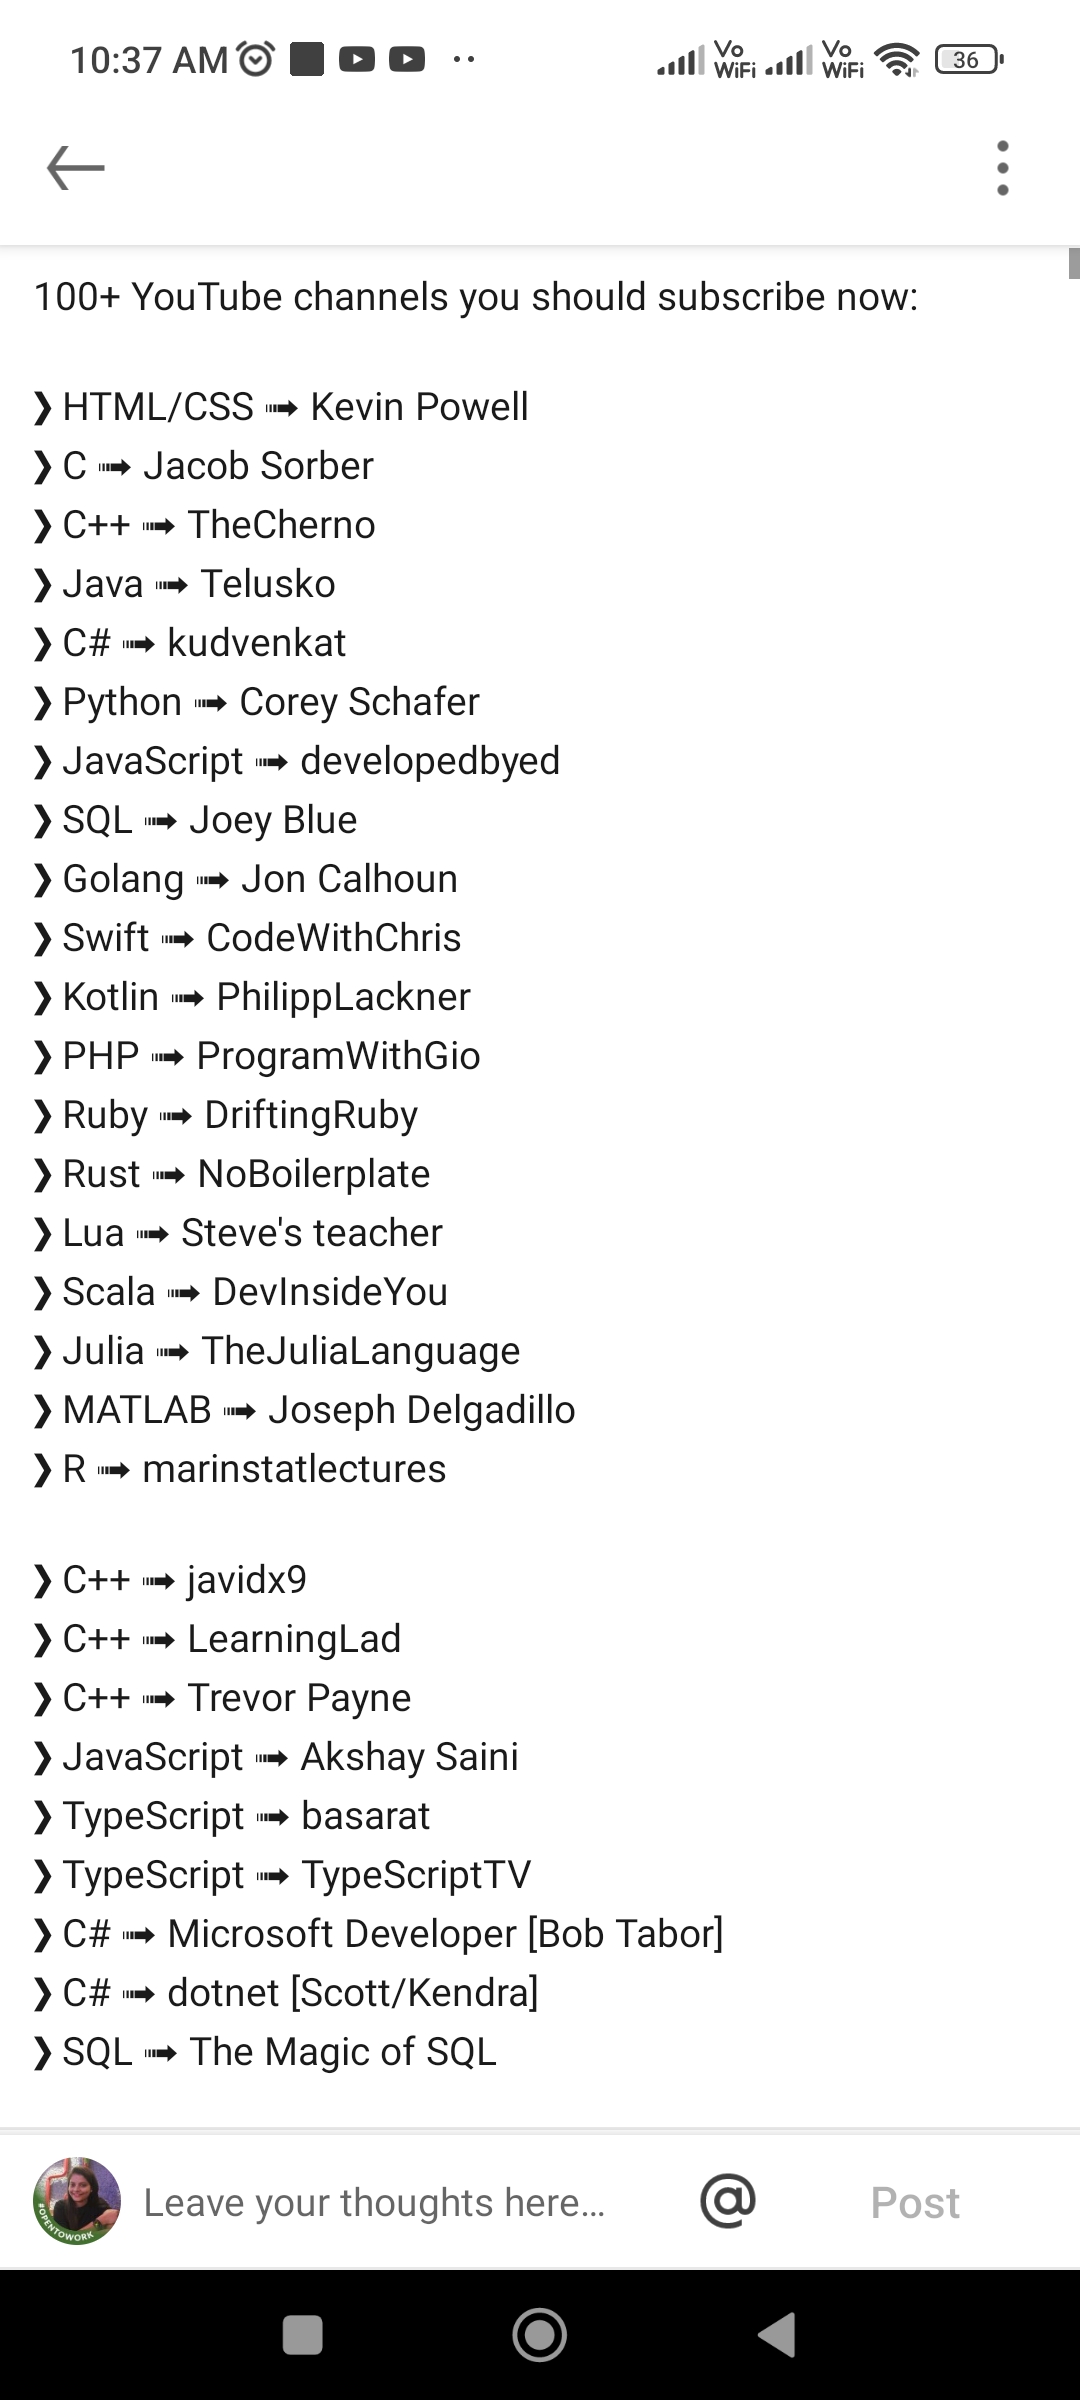 10:37 AM
Vo WiFi Vo WiFi 36
100+ YouTube channels you should subscribe now:
❯ HTML/CSS ➟ Kevin Powell
❯ C ➟ Jacob Sorber
❯ C++ ➟ TheCherno
❯ Java ➟ Telusko
❯ C# ➟ kudvenkat
❯ Python ➟ Corey Schafer
❯ JavaScript ➟ developedbyed
❯ SQL ➟ Joey Blue
❯ Golang ➟ Jon Calhoun
❯ Swift ➟ CodeWithChris
❯ Kotlin ➟ PhilippLackner
❯ PHP ➟ ProgramWithGio
❯ Ruby ➟ DriftingRuby
❯ Rust ➟ NoBoilerplate
❯ Lua ➟ Steve's teacher
❯ Scala ➟ DevInsideYou
❯ Julia ➟ TheJuliaLanguage
❯ MATLAB ➟ Joseph Delgadillo
❯ R ➟ marinstatlectures
❯ C++ ➟ javidx9
❯ C++ ➟ LearningLad
❯ C++ ➟ Trevor Payne
❯ JavaScript ➟ Akshay Saini
❯ TypeScript ➟ basarat
❯ TypeScript ➟ TypeScriptTV
❯ C# ➟ Microsoft Developer [Bob Tabor]
❯ C# ➟ dotnet [Scott/Kendra]
❯ SQL ➟ The Magic of SQL
#OPENTOWORK
Leave your thoughts here... @ Post